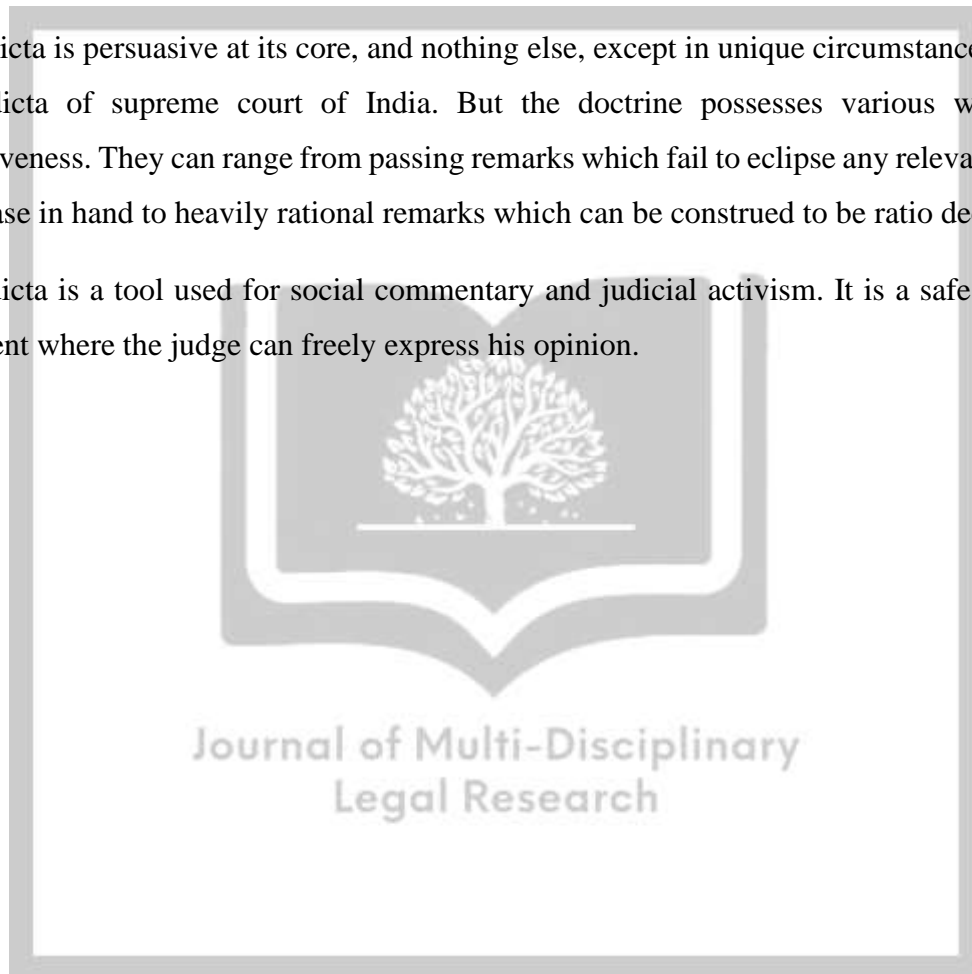 icta is persuasive at its core, and nothing else, except in unique circumstance
licta of supreme court of India. But the doctrine possesses various w
iveness. They can range from passing remarks which fail to eclipse any releva
ase in hand to heavily rational remarks which can be construed to be ratio de
icta is a tool used for social commentary and judicial activism. It is a safe
ent where the judge can freely express his opinion.
Journal of Multi-Disciplinary
Legal Research